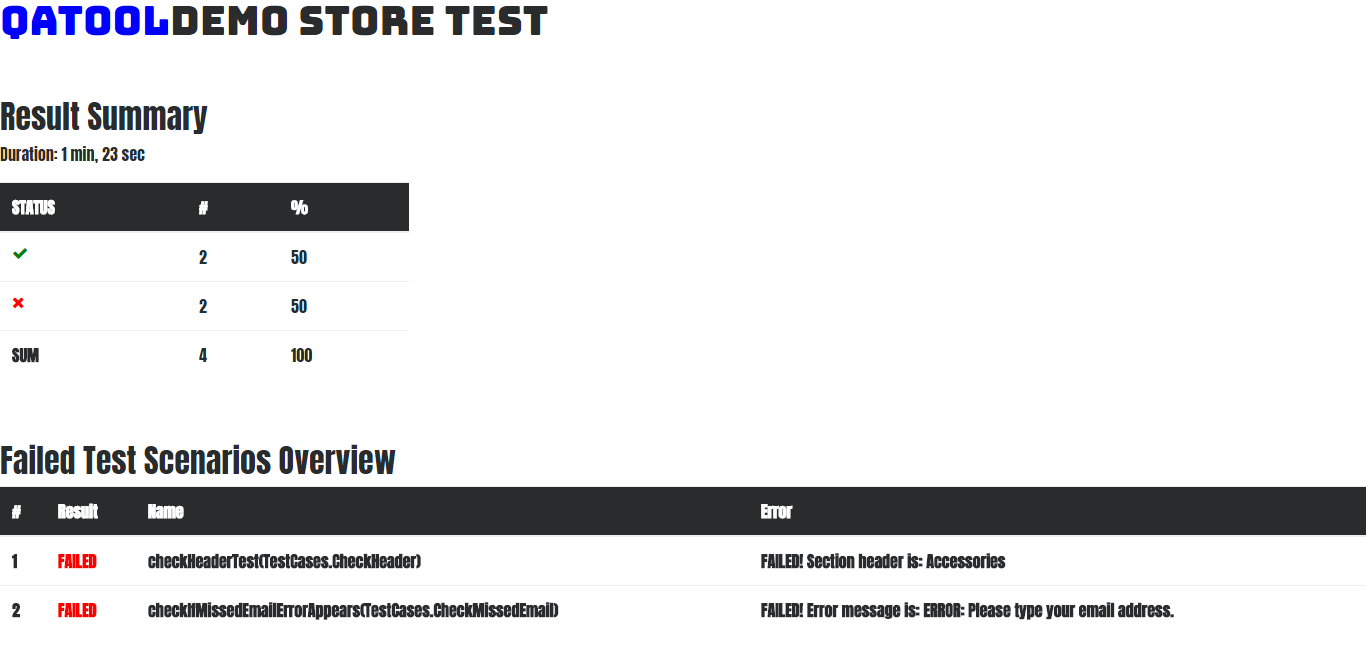 QATOOLDEMO STORE TEST
Result Summary
Duration: 1 min, 23 sec
STATUS # %
2 50
2 50
SUM 4 100
Failed Test Scenarios Overview
# Result Name Error
1 FAILED checkHeaderTest(TestCases.CheckHeader) FAILED! Section header is: Accessories
2 FAILED checkIfMissedEmailErrorAppears(TestCases.CheckMissedEmail) FAILED! Error message is: ERROR: Please type your email address.